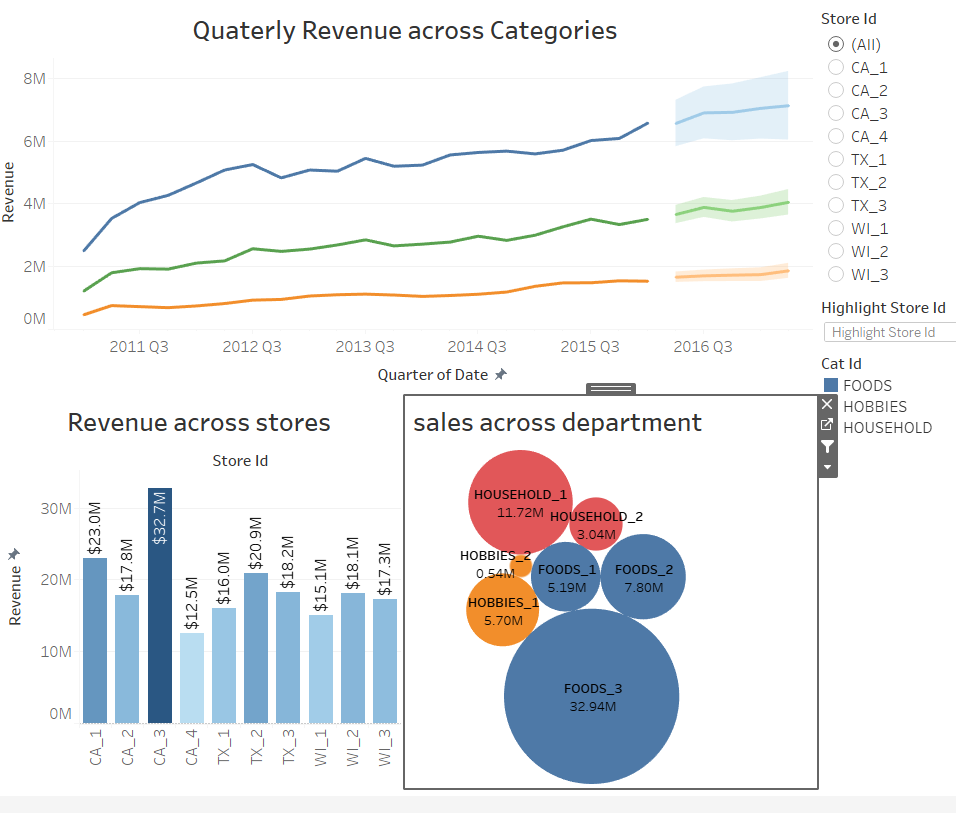 Quaterly Revenue across Categories
8M
6M
4M
2M
0M
Revenue
2011 Q3
2012 Q3
2013 Q3
2014 Q3
2015 Q3
2016 Q3
Quarter of Date
Store Id
(All)
CA_1
CA_2
CA_3
CA_4
TX_1
TX_2
TX_3
WI_1
WI_2
WI_3
Highlight Store Id
Highlight Store Id
Cat Id
FOODS
HOBBIES
HOUSEHOLD
Revenue across stores
Store Id
30M
20M
10M
0M
Revenue
$23.0M
$17.8M
$32.7M
$12.5M
$16.0M
$20.9M
$18.2M
$15.1M
$18.1M
$17.3M
CA_1
CA_2
CA_3
CA_4
TX_1
TX_2
TX_3
WI_1
WI_2
WI_3
sales across department
HOUSEHOLD_1
11.72M
HOUSEHOLD_2
3.04M
HOBBIES_2
0.54M
FOODS_1
5.19M
FOODS_2
7.80M
HOBBIES_1
5.70M
FOODS_3
32.94M